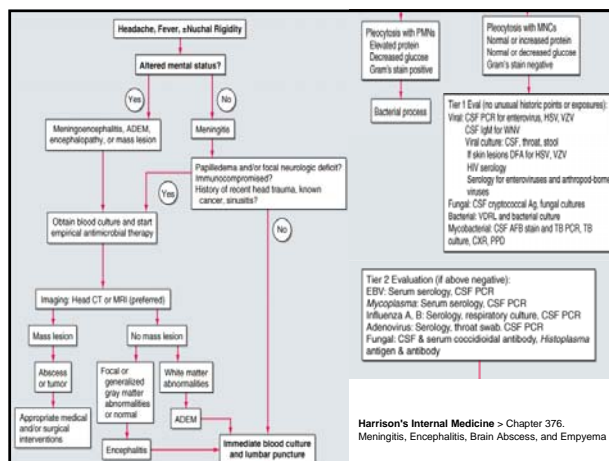 Headache, Fever, ±Nuchal Rigidity
Altered mental status?
Yes
No
Meningoencephalitis, ADEM,
encephalopathy, or mass lesion
Meningitis
Papilledema and/or focal neurologic deficit?
Immunocompromised?
History of recent head trauma, known
cancer, sinusitis?
Yes
No
Obtain blood culture and start
empirical antimicrobial therapy
Imaging: Head CT or MRI (preferred)
Mass lesion
No mass lesion
Abscess
or tumor
Focal or
generalized
gray matter
abnormalities
or normal
White matter
abnormalities
Appropriate medical
and/or surgical
interventions
ADEM
Encephalitis
Immediate blood culture
and lumbar puncture
Pleocytosis with PMNs
Elevated protein
Decreased glucose
Gram's stain positive
Bacterial process
Pleocytosis with MNCs
Normal or increased protein
Normal or decreased glucose
Gram's stain negative
Tier 1 Eval (no unusual historic points or exposures):
Viral: CSF PCR for enterovirus, HSV, VZV
CSF IgM for WNV
Viral culture: CSF, throat, stool
If skin lesions DFA for HSV, VZV
HIV serology
Serology for enteroviruses and arthropod-borne
viruses
Fungal: CSF cryptococcal Ag, fungal cultures
Bacterial: VDRL and bacterial culture
Mycobacterial: CSF AFB stain and TB PCR, TB
culture, CXR, PPD
Tier 2 Evaluation (if above negative):
EBV: Serum serology, CSF PCR
Mycoplasma: Serum serology, CSF PCR
Influenza A, B: Serology, respiratory culture, CSF PCR
Adenovirus: Serology, throat swab, CSF PCR
Fungal: CSF & serum coccidioidal antibody, Histoplasma
antigen & antibody
Harrison's Internal Medicine > Chapter 376.
Meningitis, Encephalitis, Brain Abscess, and Empyema